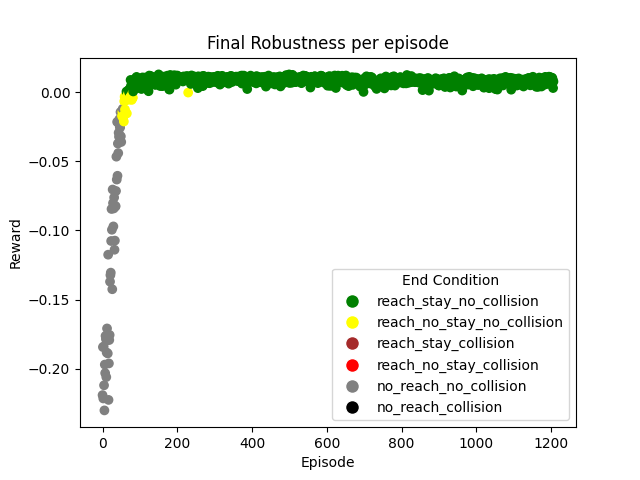 Final Robustness per episode
0.00
−0.05
−0.10
−0.15
−0.20
Reward
End Condition
reach_stay_no_collision
reach_no_stay_no_collision
reach_stay_collision
reach_no_stay_collision
no_reach_no_collision
no_reach_collision
0 200 400 600 800 1000 1200
Episode